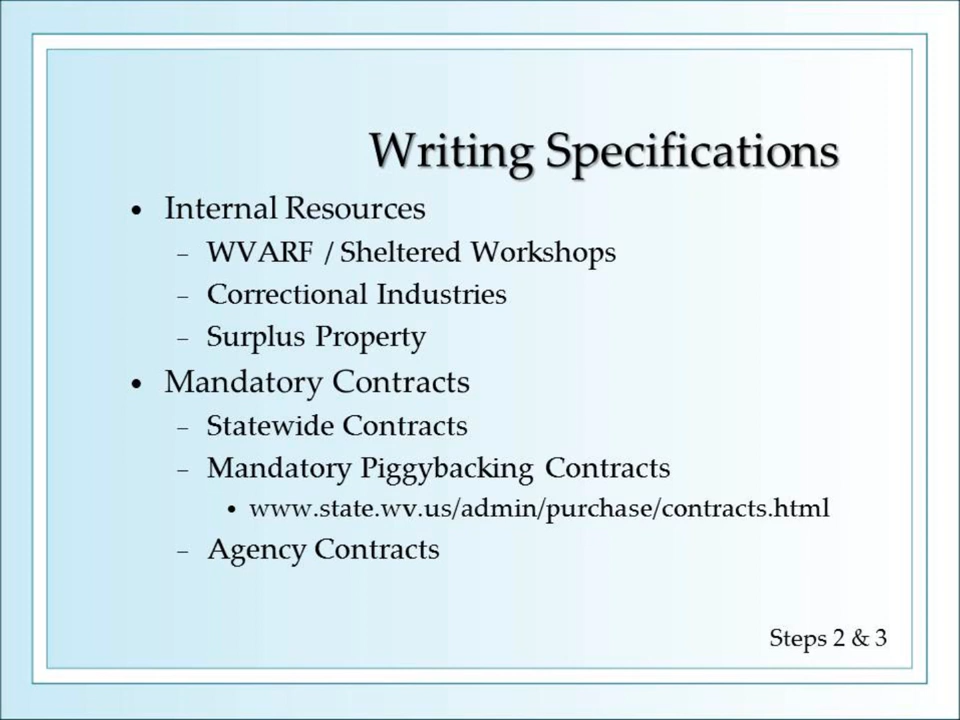 Writing Specifications
• Internal Resources
– WVARF / Sheltered Workshops
– Correctional Industries
– Surplus Property
• Mandatory Contracts
– Statewide Contracts
– Mandatory Piggybacking Contracts
• www.state.wv.us/admin/purchase/contracts.html
– Agency Contracts
Steps 2 & 3